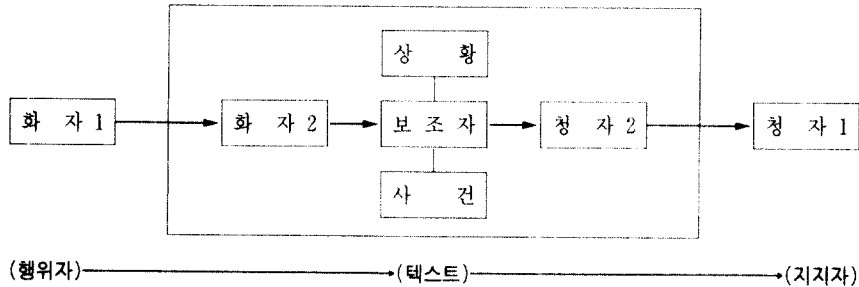 상 황
화 자 1 화 자 2 보 조 자 청 자 2 청 자 1
사 건
(행위자) (텍스트) (지지자)